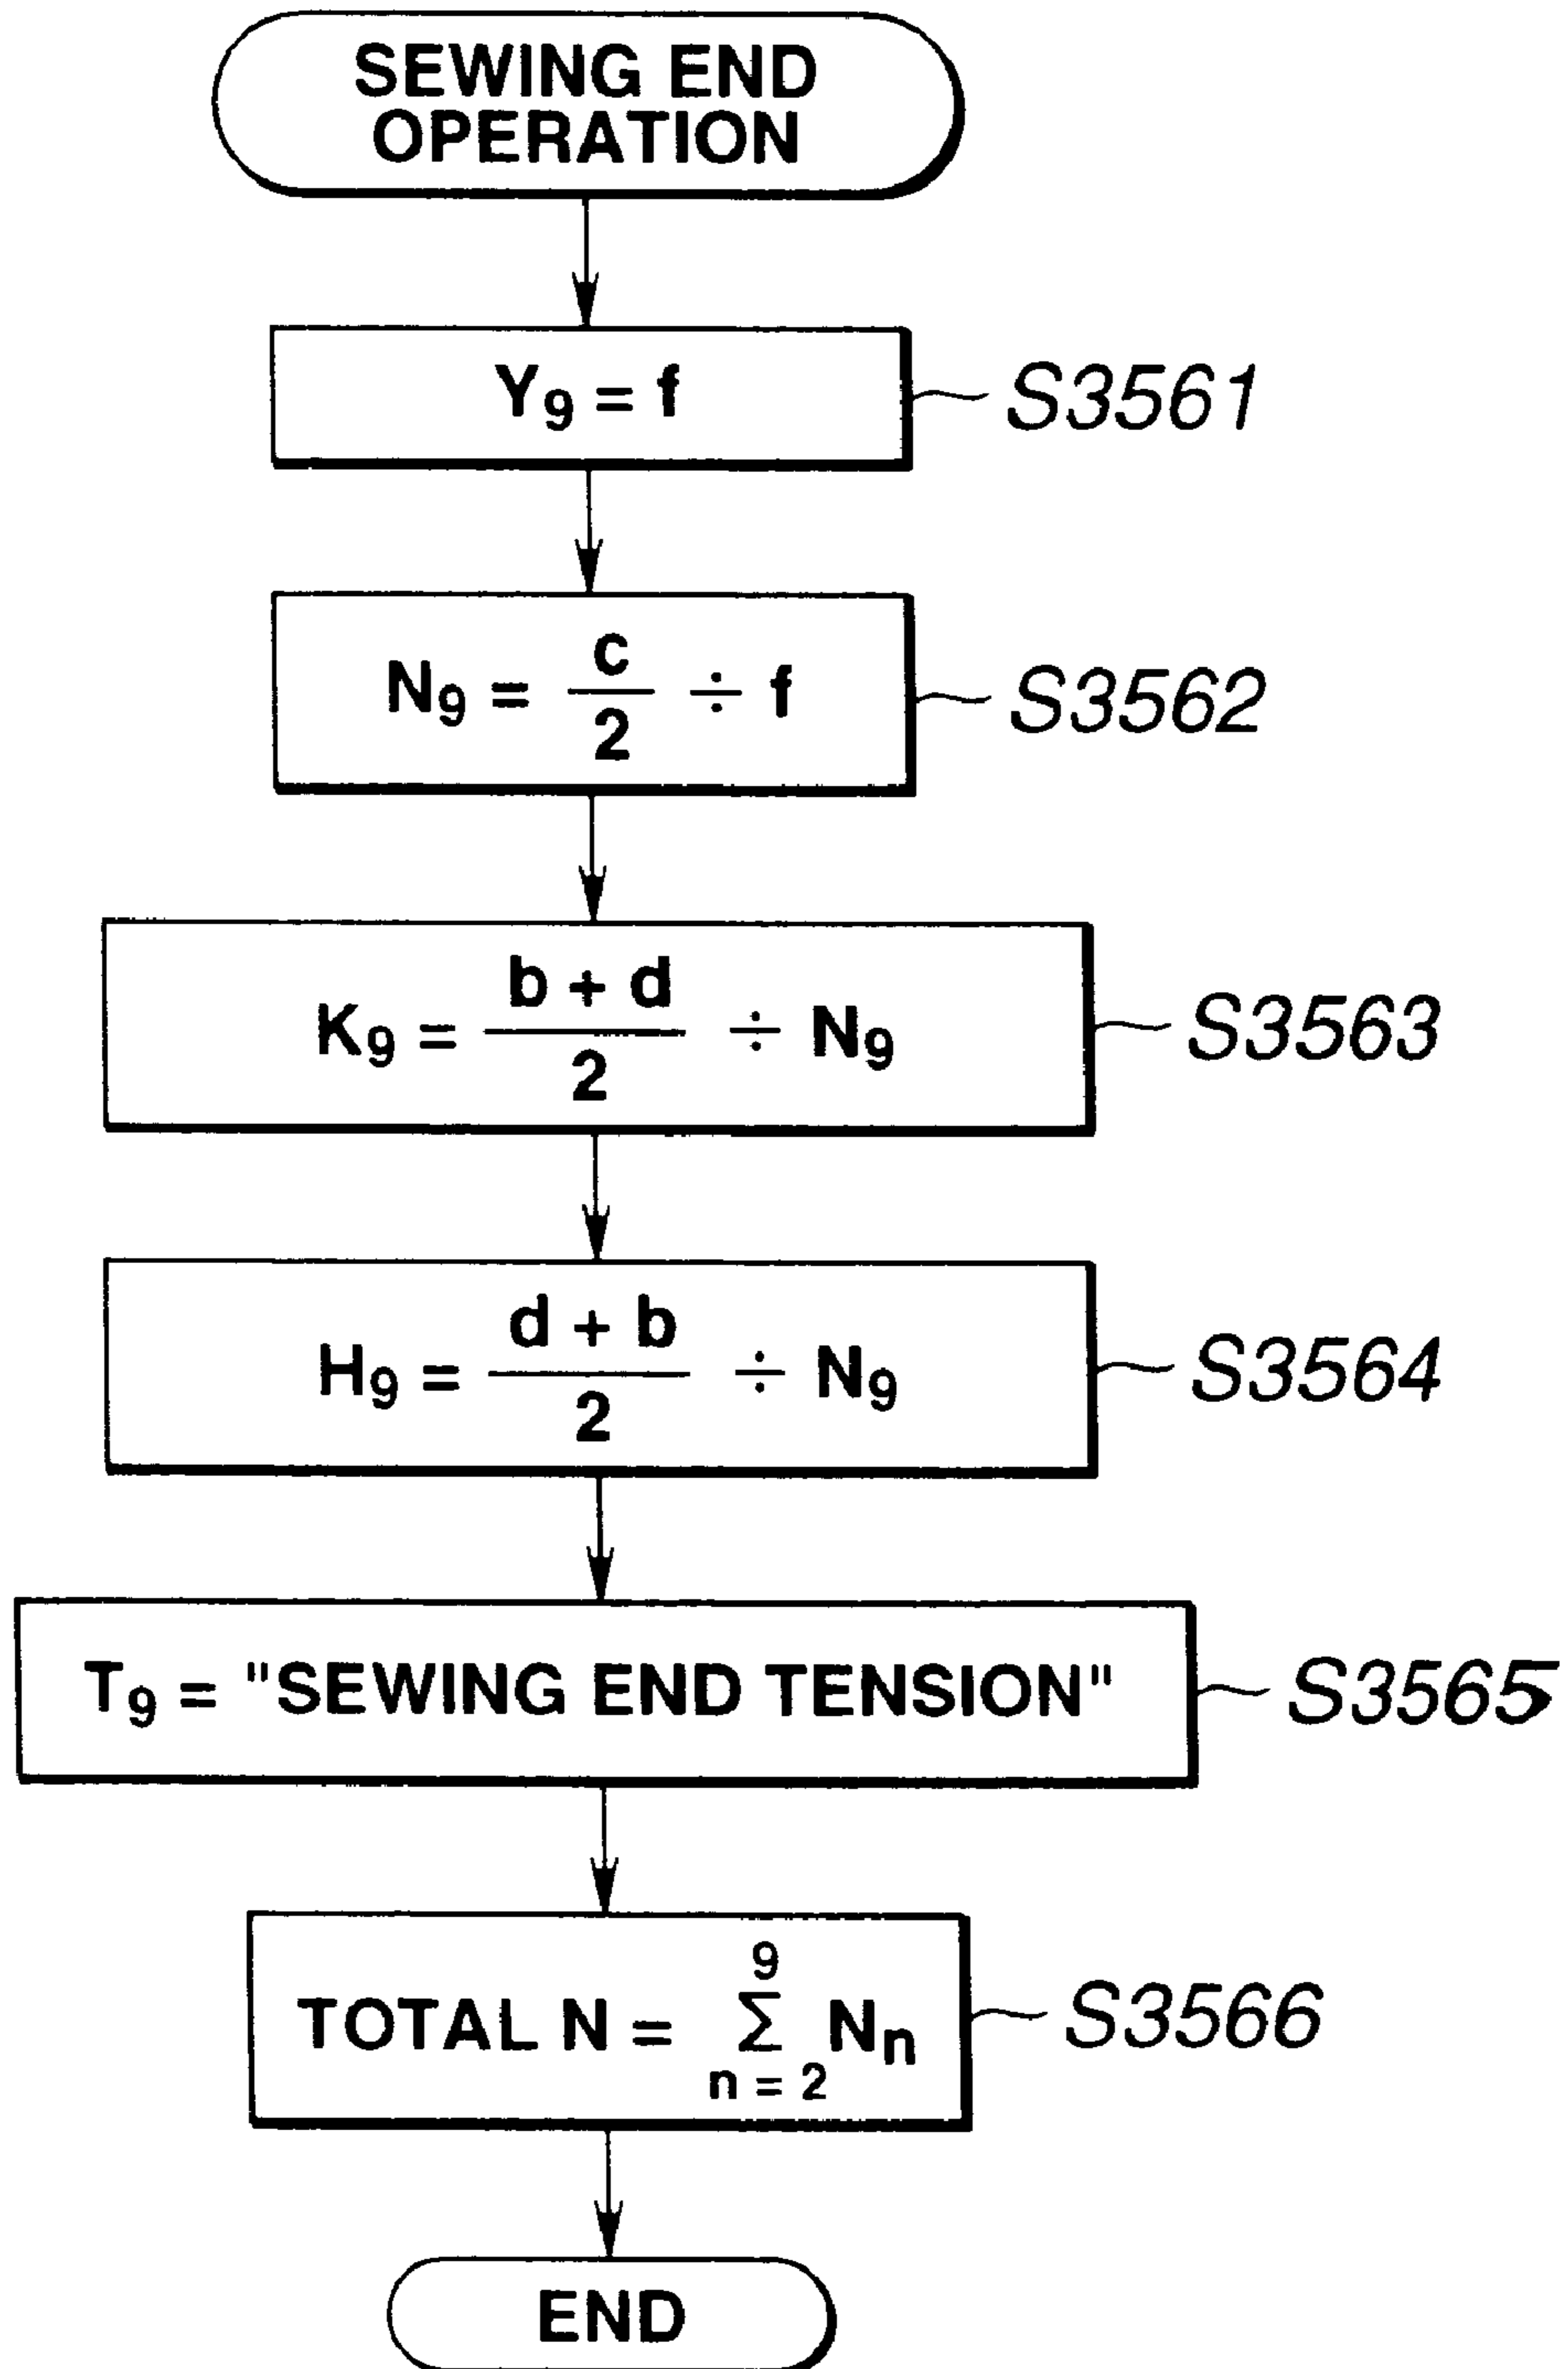 SEWING END
OPERATION
Y₉ = f
S3561
N₉ = c/2 ÷ f
S3562
K₉ = (b + d)/2 ÷ N₉
S3563
H₉ = (d + b)/2 ÷ N₉
S3564
T₉ = "SEWING END TENSION"
S3565
TOTAL N = Σ_{n = 2}^{9} Nₙ
S3566
END